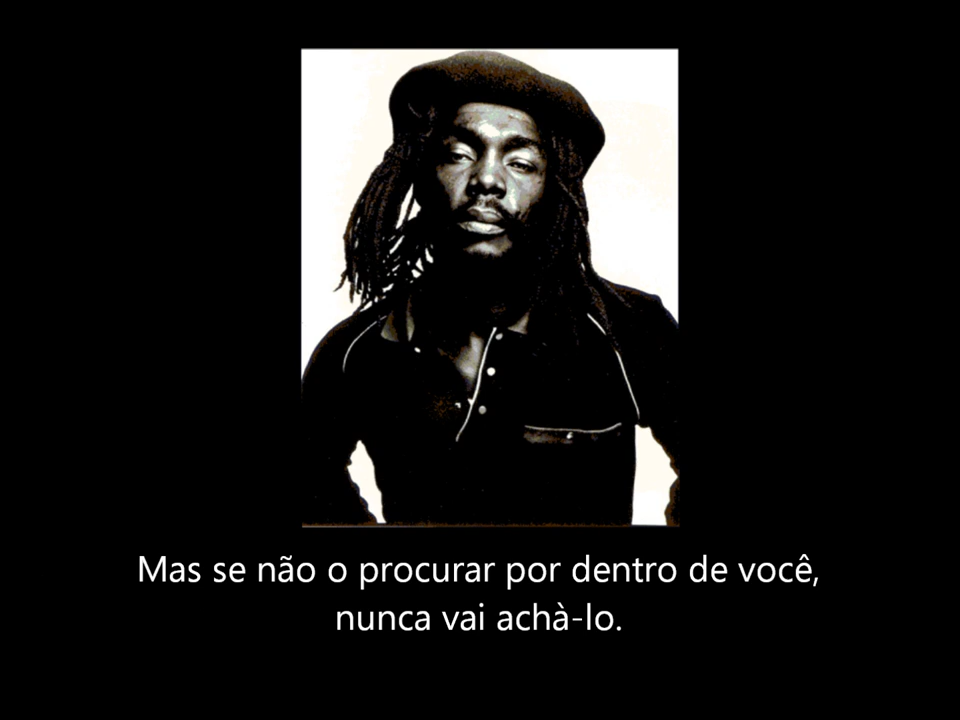 Mas se não o procurar por dentro de você,
nunca vai achà-lo.